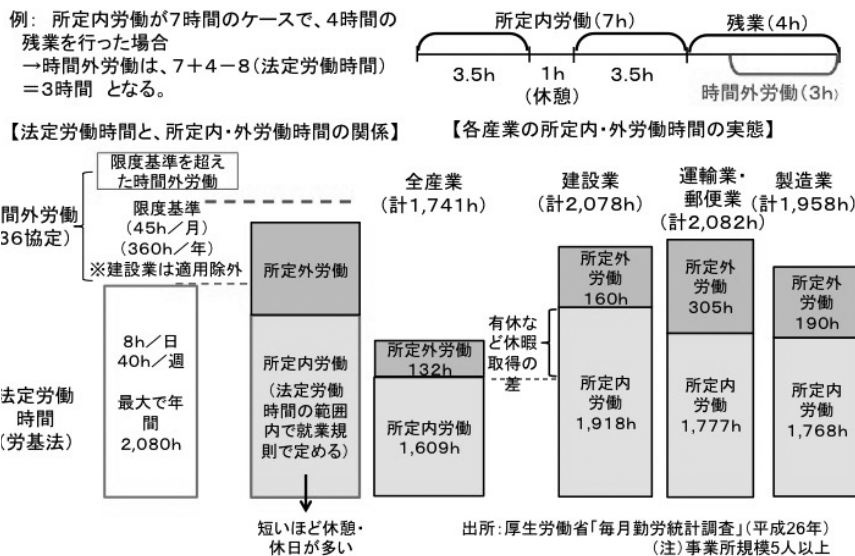 例： 所定内労働が７時間のケースで、４時間の
残業を行った場合
→時間外労働は、７＋４－８（法定労働時間）
＝３時間　となる。
所定内労働（7h）
残業（4h）
3.5h
1h
(休憩)
3.5h
時間外労働(3h)
【法定労働時間と、所定内・外労働時間の関係】
限度基準を超え
た時間外労働
間外労働
36協定）
限度基準
（45h／月）
（360h／年）
※建設業は適用除外
8h／日
40h／週
最大で年
間
2,080h
法定労働
時間
（労基法）
所定外労働
所定内労働
（法定労働
時間の範囲
内で就業規
則で定める）
短いほど休憩・
休日が多い
【各産業の所定内・外労働時間の実態】
全産業
（計1,741h）
所定外労働
132h
所定内労働
1,609h
有休な
ど休暇
取得の
差
建設業
（計2,078h）
所定外
労働
160h
所定内
労働
1,918h
運輸業・
郵便業
（計2,082h）
所定外
労働
305h
所定内
労働
1,777h
製造業
（計1,958h）
所定外
労働
190h
所定内
労働
1,768h
出所：厚生労働省「毎月勤労統計調査」（平成26年）
（注）事業所規模5人以上